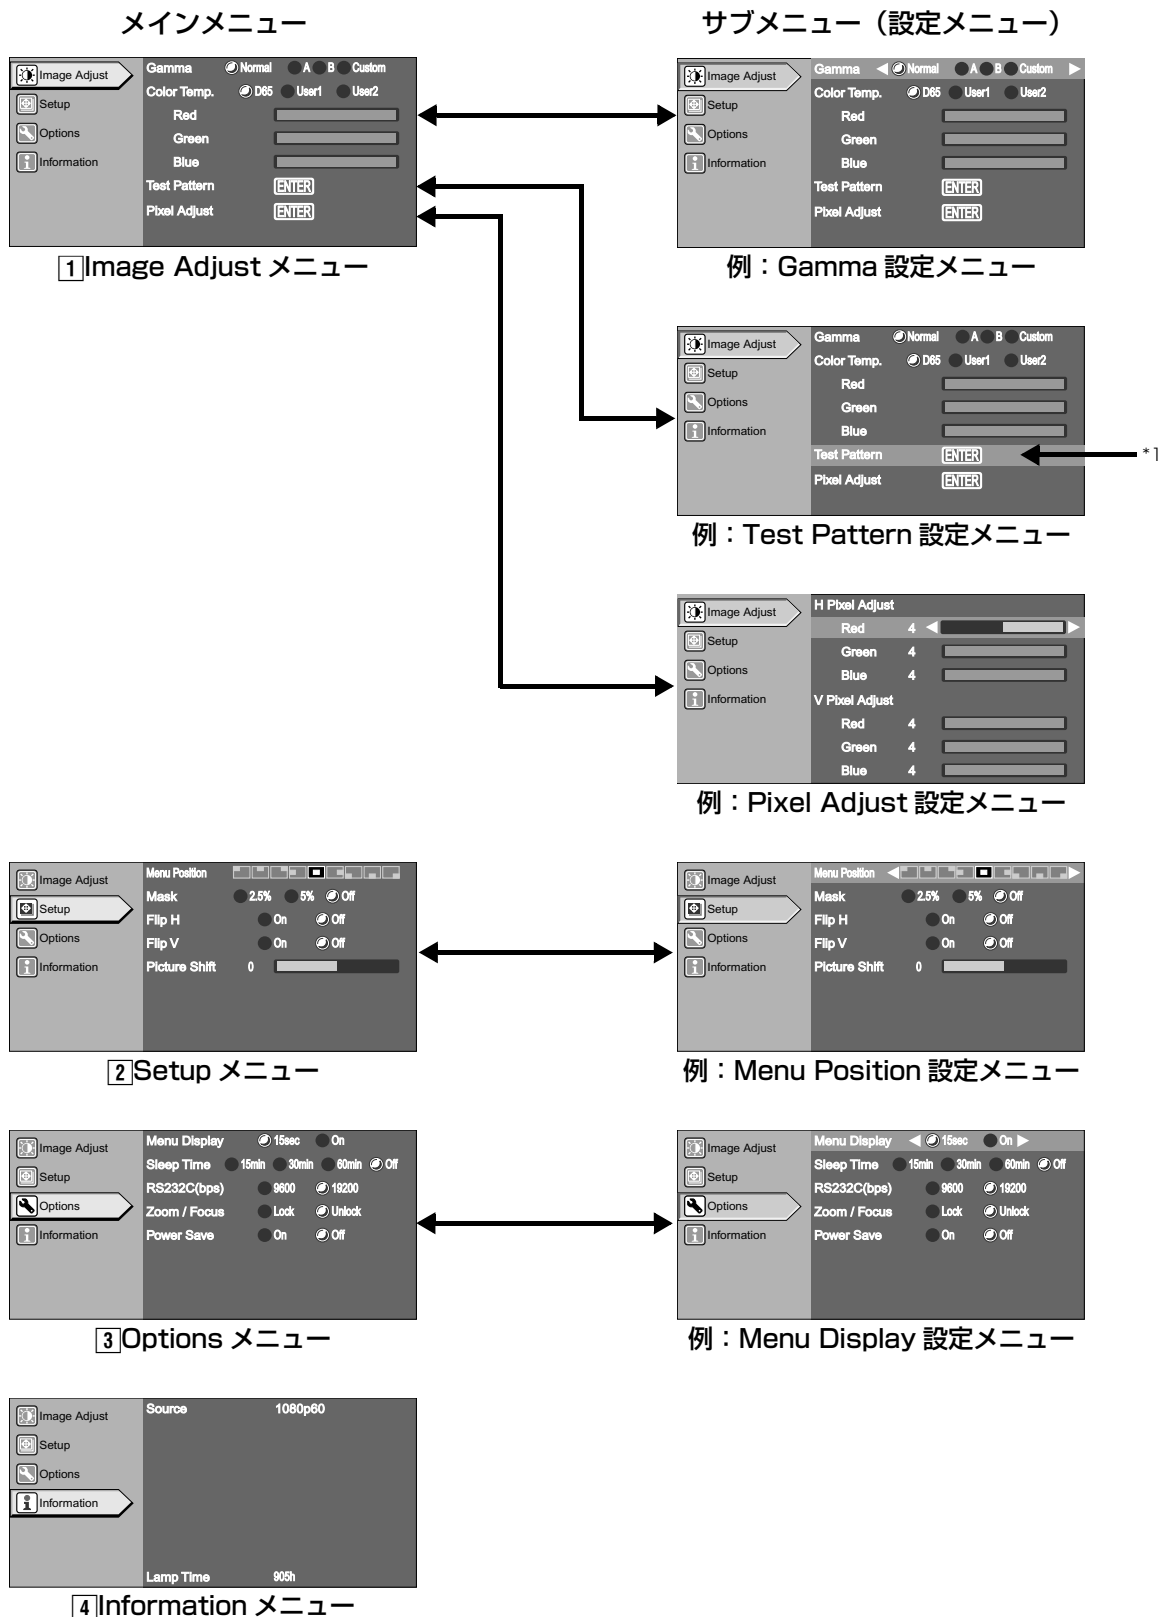 メインメニュー
サブメニュー（設定メニュー）
Image Adjust
Setup
Options
Information
Gamma Normal A B Custom
Color Temp. D65 User1 User2
Red
Green
Blue
Test Pattern ENTER
Pixel Adjust ENTER
1 Image Adjust メニュー
Image Adjust
Setup
Options
Information
Gamma Normal A B Custom
Color Temp. D65 User1 User2
Red
Green
Blue
Test Pattern ENTER
Pixel Adjust ENTER
例：Gamma 設定メニュー
Image Adjust
Setup
Options
Information
Gamma Normal A B Custom
Color Temp. D65 User1 User2
Red
Green
Blue
Test Pattern ENTER
Pixel Adjust ENTER
*1
例：Test Pattern 設定メニュー
Image Adjust
Setup
Options
Information
H Pixel Adjust
Red 4
Green 4
Blue 4
V Pixel Adjust
Red 4
Green 4
Blue 4
例：Pixel Adjust 設定メニュー
Image Adjust
Setup
Options
Information
Menu Position
Mask 2.5% 5% Off
Flip H On Off
Flip V On Off
Picture Shift 0
2 Setup メニュー
Image Adjust
Setup
Options
Information
Menu Position
Mask 2.5% 5% Off
Flip H On Off
Flip V On Off
Picture Shift 0
例：Menu Position 設定メニュー
Image Adjust
Setup
Options
Information
Menu Display 15sec On
Sleep Time 15min 30min 60min Off
RS232C(bps) 9600 19200
Zoom / Focus Lock Unlock
Power Save On Off
3 Options メニュー
Image Adjust
Setup
Options
Information
Menu Display 15sec On
Sleep Time 15min 30min 60min Off
RS232C(bps) 9600 19200
Zoom / Focus Lock Unlock
Power Save On Off
例：Menu Display 設定メニュー
Image Adjust
Setup
Options
Information
Source 1080p60
Lamp Time 905h
4 Information メニュー